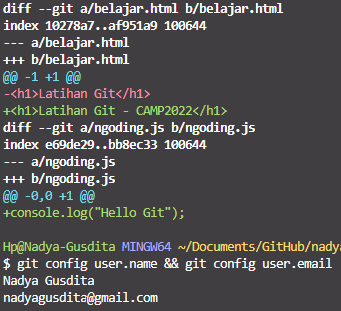 diff --git a/belajar.html b/belajar.html
index 10278a7..af951a9 100644
--- a/belajar.html
+++ b/belajar.html
@@ -1 +1 @@
-<h1>Latihan Git</h1>
+<h1>Latihan Git - CAMP2022</h1>
diff --git a/ngoding.js b/ngoding.js
index e69de29..bb8ec33 100644
--- a/ngoding.js
+++ b/ngoding.js
@@ -0,0 +1 @@
+console.log("Hello Git");
Hp@Nadya-Gusdita MINGW64 ~/Documents/GitHub/nady
$ git config user.name && git config user.email
Nadya Gusdita
nadyagusdita@gmail.com